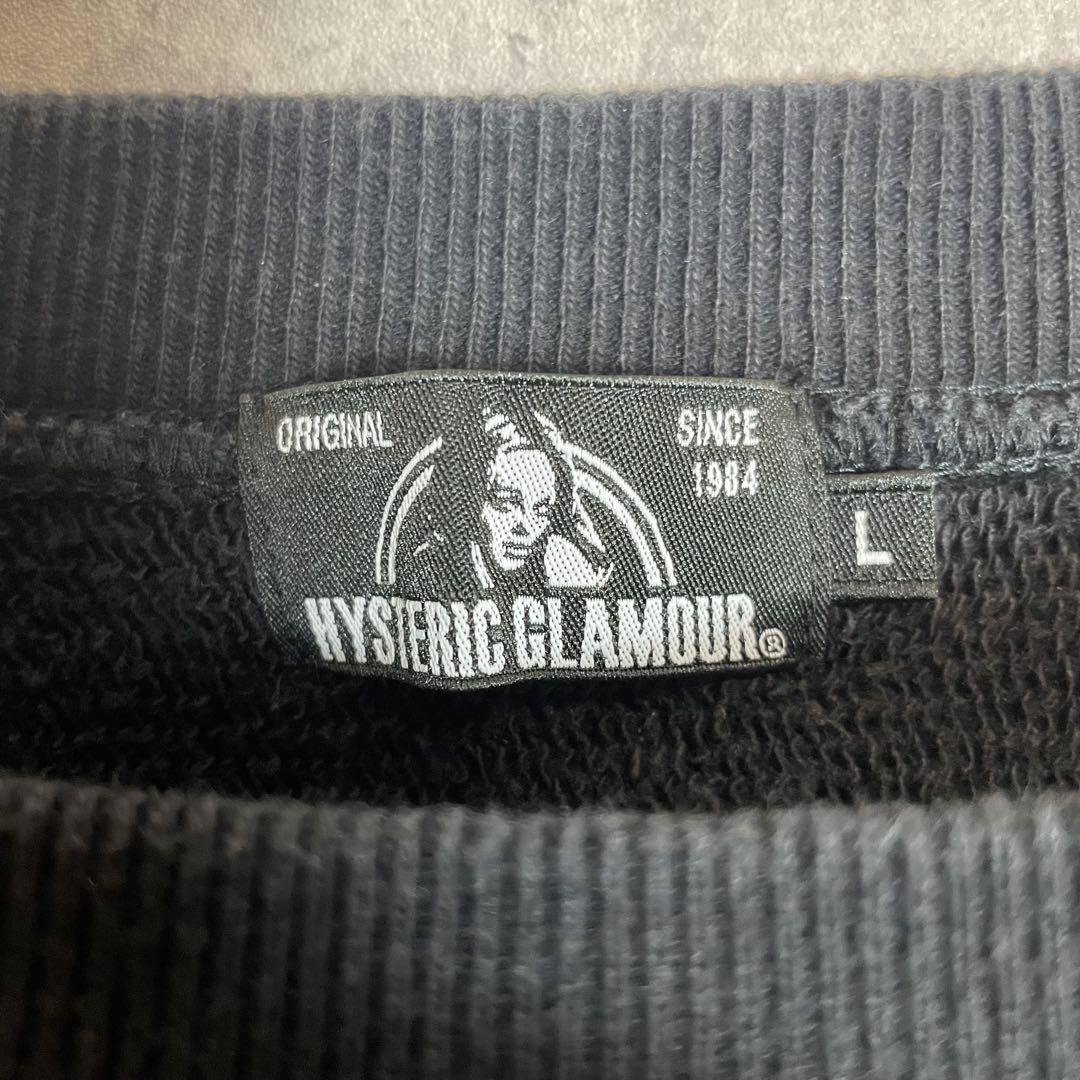 ORIGINAL
SINCE
1984
L
HYSTERIC GLAMOUR®